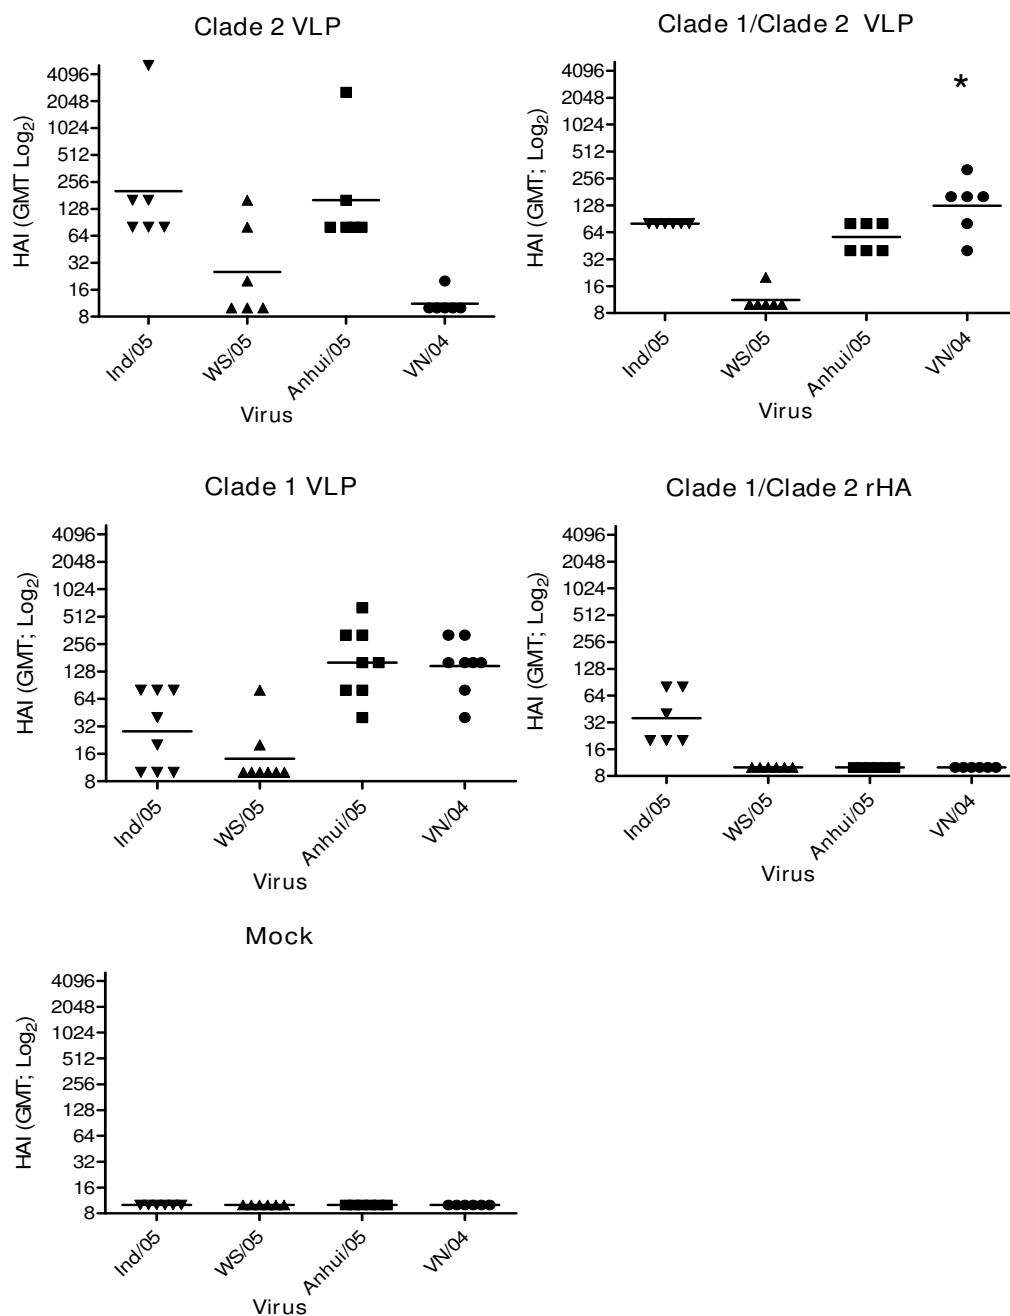 Clade 2 VLP
HAI (GMT Log2)
4096
2048
1024
512
256
128
64
32
16
8
Ind/05
WS/05
Anhui/05
VN/04
Virus
Clade 1/Clade 2 VLP
*
HAI (GMT; Log2)
4096
2048
1024
512
256
128
64
32
16
8
Ind/05
WS/05
Anhui/05
VN/04
Virus
Clade 1 VLP
HAI (GMT; Log2)
4096
2048
1024
512
256
128
64
32
16
8
Ind/05
WS/05
Anhui/05
VN/04
Virus
Clade 1/Clade 2 rHA
HAI (GMT; Log2)
4096
2048
1024
512
256
128
64
32
16
8
Ind/05
WS/05
Anhui/05
VN/04
Virus
Mock
HAI (GMT; Log2)
4096
2048
1024
512
256
128
64
32
16
8
Ind/05
WS/05
Anhui/05
VN/04
Virus